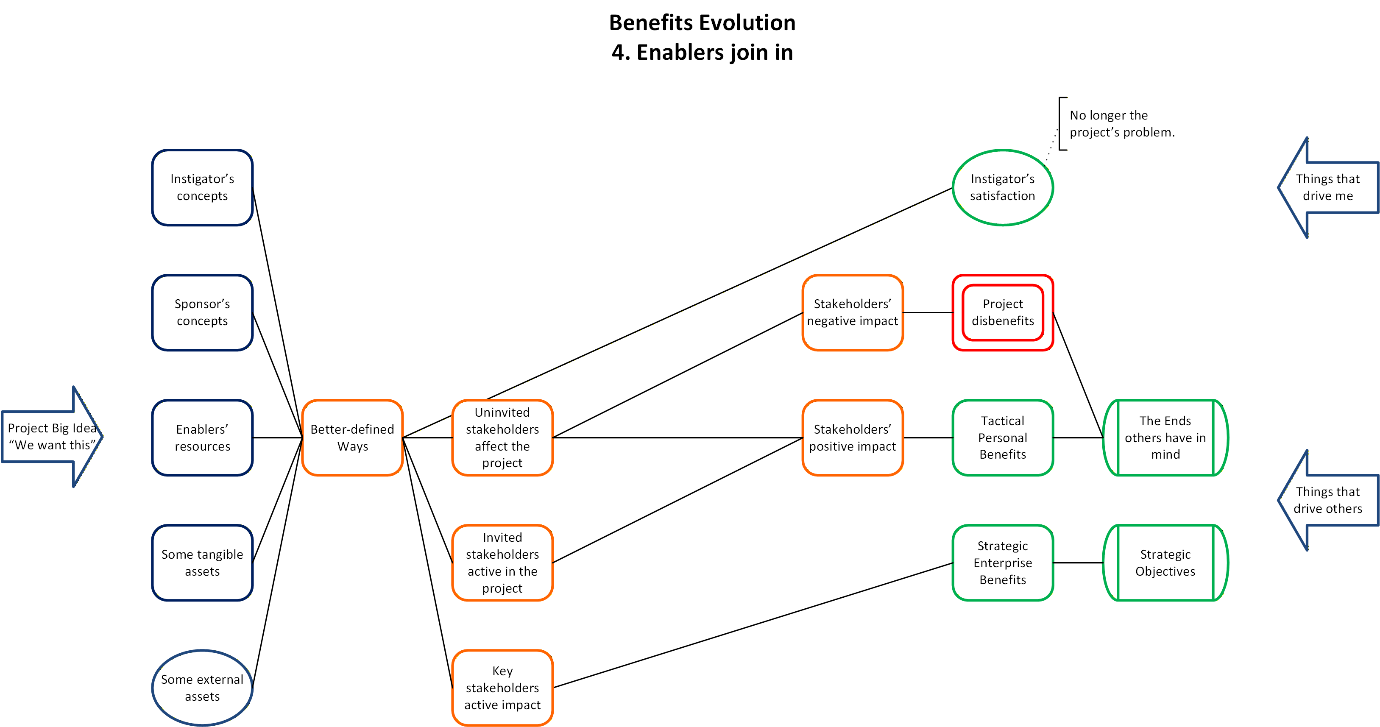 Benefits Evolution
4. Enablers join in
No longer the
project's problem.
Instigator's
concepts
Instigator's
satisfaction
Things that
drive me
Sponsor's
concepts
Stakeholders'
negative impact
Project
disbenefits
Project Big Idea
"We want this"
Enablers'
resources
Better-defined
Ways
Uninvited
stakeholders
affect the
project
Stakeholders'
positive impact
Tactical
Personal
Benefits
The Ends
others have in
mind
Things that
drive others
Some tangible
assets
Invited
stakeholders
active in the
project
Strategic
Enterprise
Benefits
Strategic
Objectives
Some external
assets
Key
stakeholders
active impact